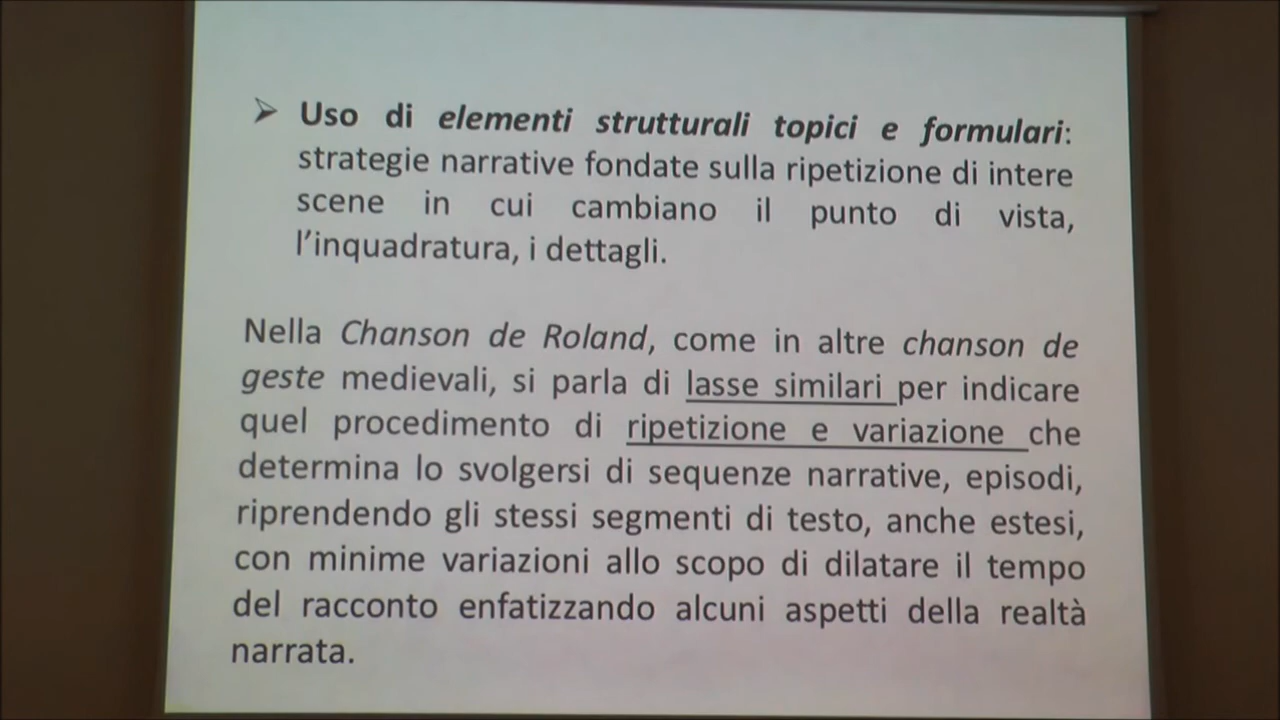 ➢ Uso di elementi strutturali topici e formulari:
strategie narrative fondate sulla ripetizione di intere
scene in cui cambiano il punto di vista,
l’inquadratura, i dettagli.
Nella Chanson de Roland, come in altre chanson de
geste medievali, si parla di lasse similari per indicare
quel procedimento di ripetizione e variazione che
determina lo svolgersi di sequenze narrative, episodi,
riprendendo gli stessi segmenti di testo, anche estesi,
con minime variazioni allo scopo di dilatare il tempo
del racconto enfatizzando alcuni aspetti della realtà
narrata.